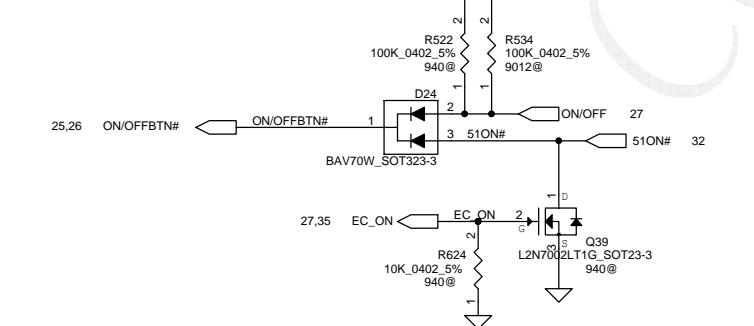 2
2
R522
100K_0402_5%
940@
R534
100K_0402_5%
9012@
1
1
D24
2
ON/OFF 27
25,26 ON/OFFBTN#
ON/OFFBTN#
1
3
51ON#
51ON# 32
BAV70W_SOT323-3
1
D
27,35 EC_ON
EC_ON
2
G
2
S
3
Q39
L2N7002LT1G_SOT23-3
940@
R624
10K_0402_5%
940@
1